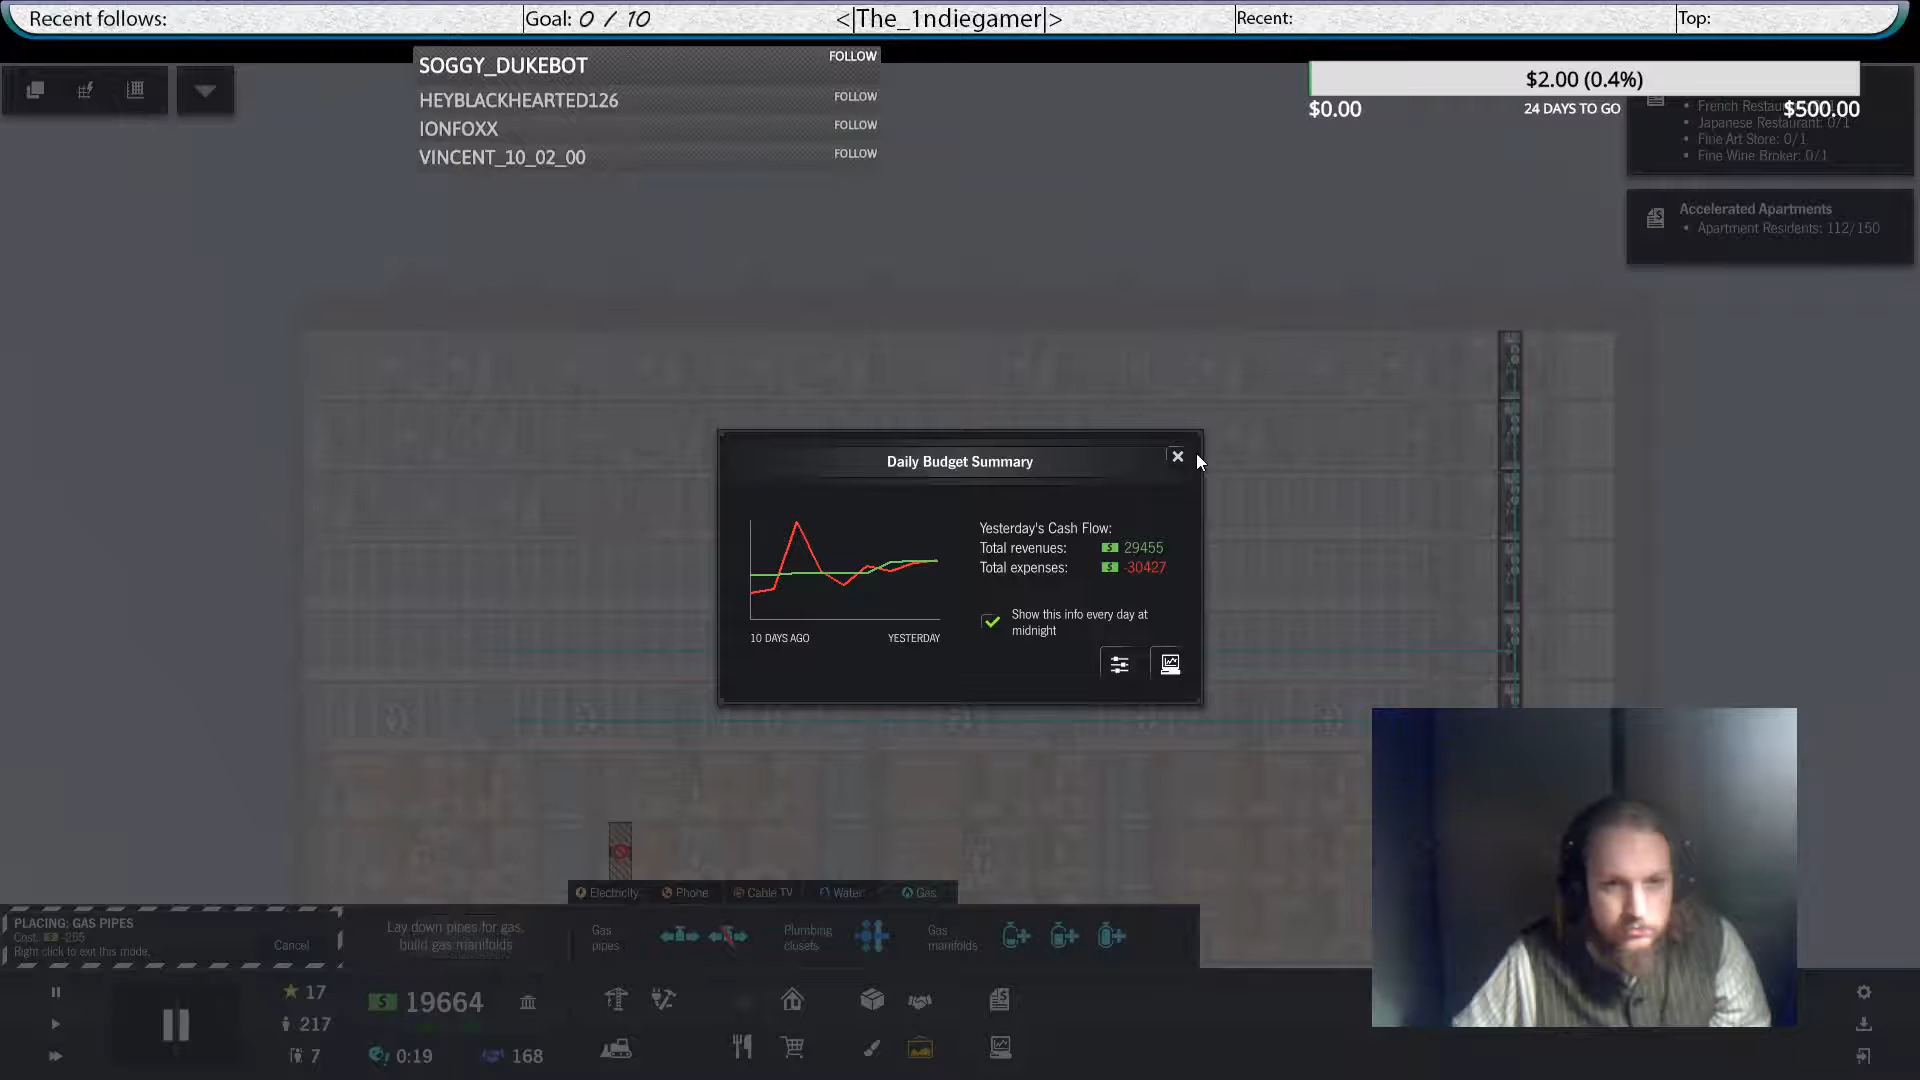 Recent follows:
Goal: 0 / 10
<|The_1ndiegamer|>
Recent:
Top:
SOGGY_DUKEBOT FOLLOW
HEYBLACKHEARTED126 FOLLOW
IONFOXX FOLLOW
VINCENT_10_02_00 FOLLOW
$2.00 (0.4%)
$0.00 24 DAYS TO GO $500.00
French Restau
Japanese Restaurant: 0/1
Fine Art Store: 0/1
Fine Wine Broker: 0/1
Accelerated Apartments
Apartment Residents: 112/150
Daily Budget Summary
Yesterday's Cash Flow:
Total revenues: 29455
Total expenses: -30427
Show this info every day at
midnight
10 DAYS AGO YESTERDAY
Electricity Phone Cable TV Water Gas
PLACING: GAS PIPES
Cost: -255
Right click to exit this mode.
Cancel
Lay down pipes for gas,
build gas manifolds
Gas
pipes
Plumbing
closets
Gas
manifolds
17
217
7
19664
0:19
168